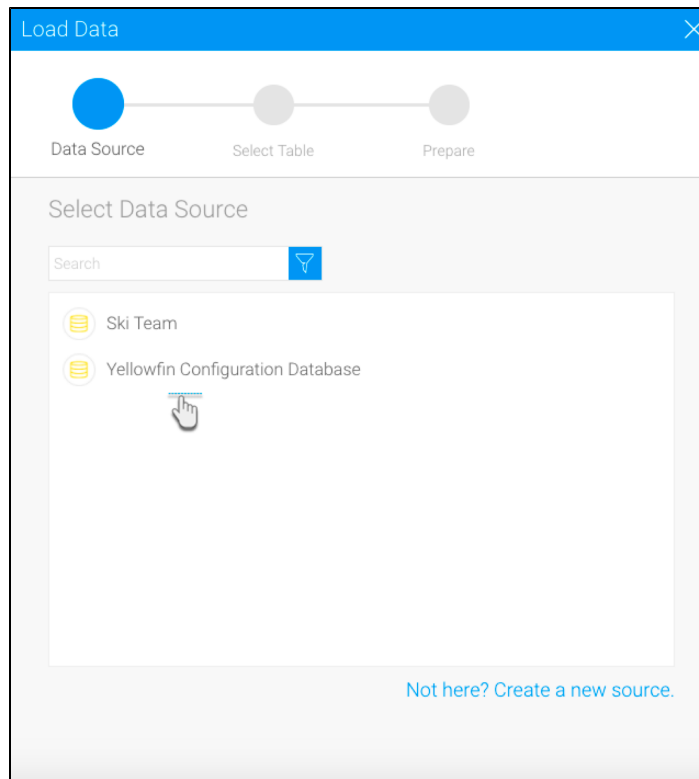 Load Data
Data Source
Select Table
Prepare
Select Data Source
Search
Ski Team
Yellowfin Configuration Database
Not here? Create a new source.